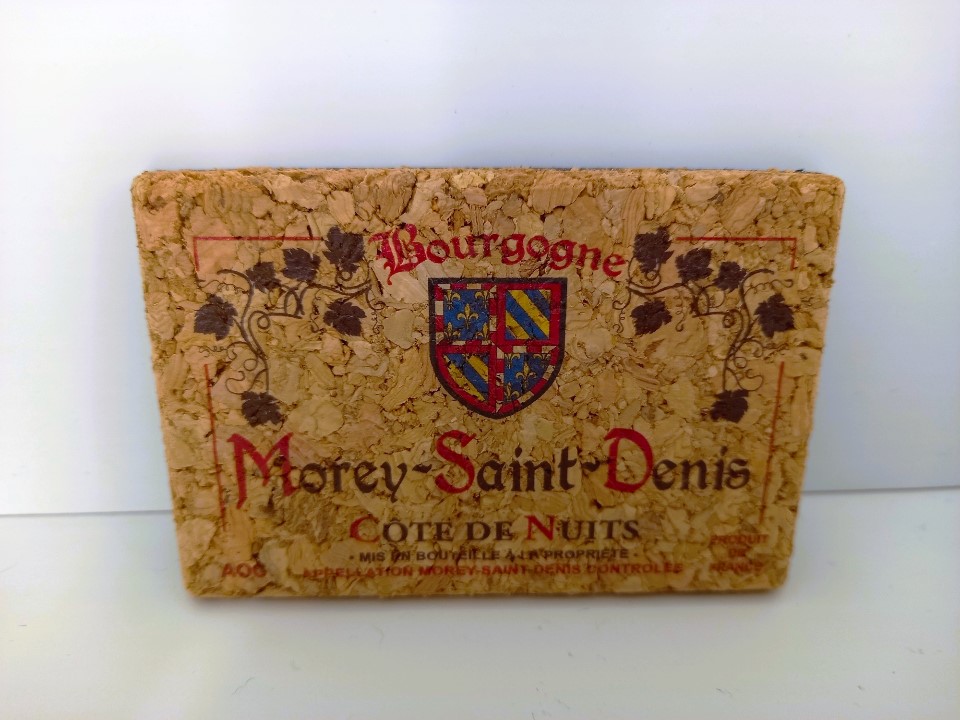 Bourgogne
Morey-Saint-Denis
CÔTE DE NUITS
• MIS EN BOUTEILLE A LA PROPRIÉTÉ •
AOC APPELLATION MOREY-SAINT-DENIS CONTROLÉE
PRODUIT
DE
FRANCE